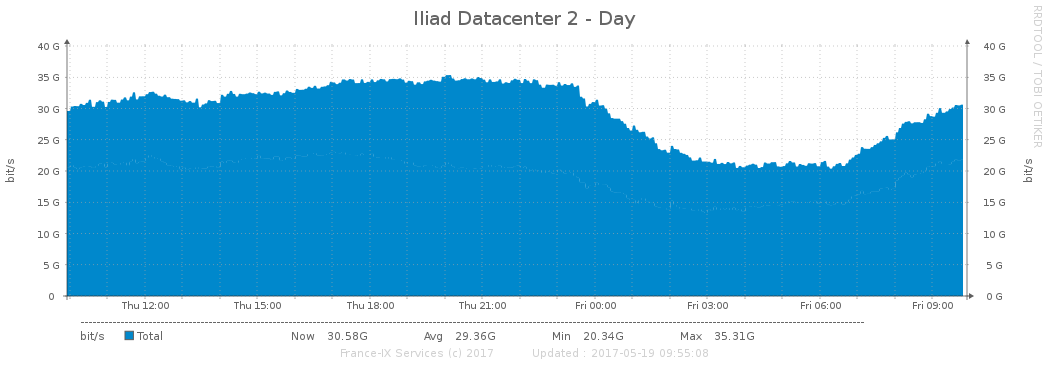 Iliad Datacenter 2 - Day
RRDTOOL / TOBI OETIKER
40 G 40 G
35 G 35 G
30 G 30 G
25 G 25 G
20 G 20 G
15 G 15 G
10 G 10 G
5 G 5 G
0 0 G
bit/s bit/s
Thu 12:00 Thu 15:00 Thu 18:00 Thu 21:00 Fri 00:00 Fri 03:00 Fri 06:00 Fri 09:00
bit/s Total Now 30.58G Avg 29.36G Min 20.34G Max 35.31G
France-IX Services (c) 2017 Updated : 2017-05-19 09:55:08